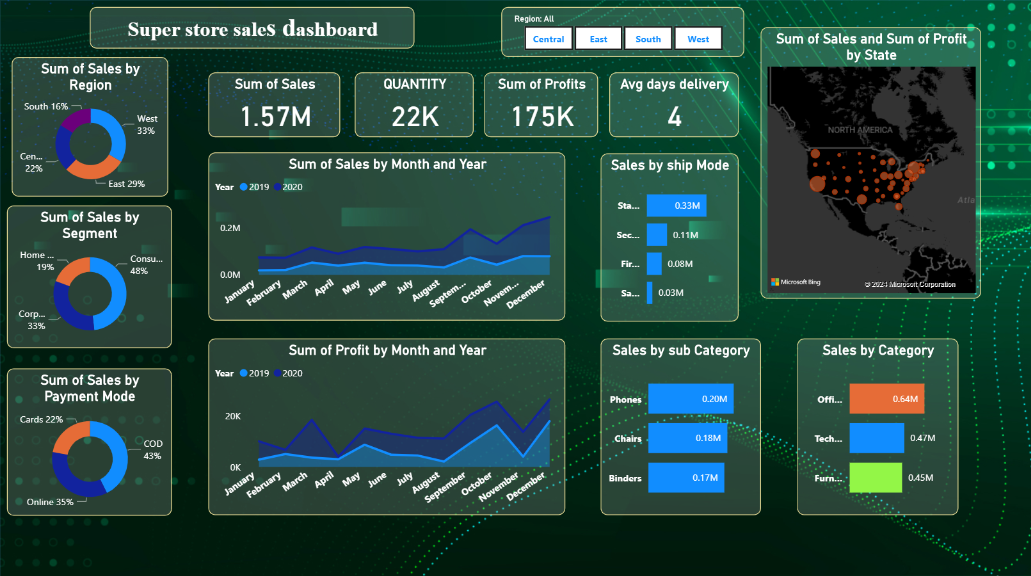 Super store sales dashboard
Region: All
Central
East
South
West
Sum of Sales by
Region
South 16%
West
33%
Cen...
22%
East 29%
Sum of Sales
1.57M
QUANTITY
22K
Sum of Profits
175K
Avg days delivery
4
Sum of Sales and Sum of Profit
by State
NORTH AMERICA
Atla
Microsoft Bing
© 2024 Microsoft Corporation
Sum of Sales by
Segment
Home ...
19%
Consu...
48%
Corp...
33%
Sum of Sales by Month and Year
Year 2019 2020
0.2M
0.0M
January
February
March
April
May
June
July
August
Septem...
October
Novem...
December
Sales by ship Mode
Sta...
0.33M
Sec...
0.11M
Fir...
0.08M
Sa...
0.03M
Sum of Sales by
Payment Mode
Cards 22%
COD
43%
Online 35%
Sum of Profit by Month and Year
Year 2019 2020
20K
0K
January
February
March
April
May
June
July
August
September
October
November
December
Sales by sub Category
Phones
0.20M
Chairs
0.18M
Binders
0.17M
Sales by Category
Offi...
0.64M
Tech...
0.47M
Furn...
0.45M